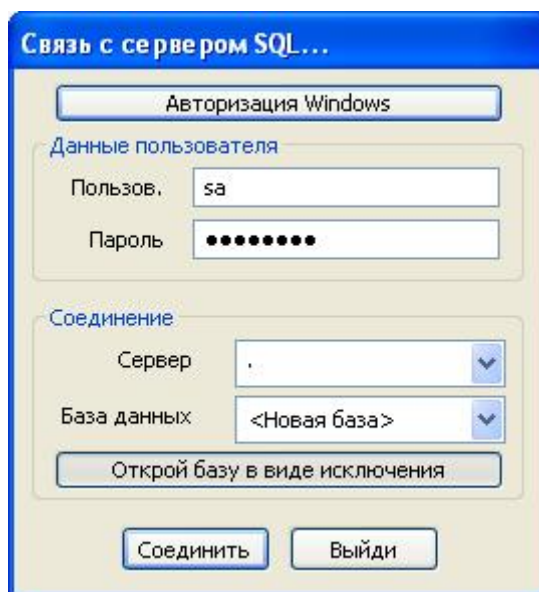 Связь с сервером SQL...
Авторизация Windows
Данные пользователя
Пользов. sa
Пароль ●●●●●●●●
Соединение
Сервер .
База данных <Новая база>
Открой базу в виде исключения
Соединить Выйди